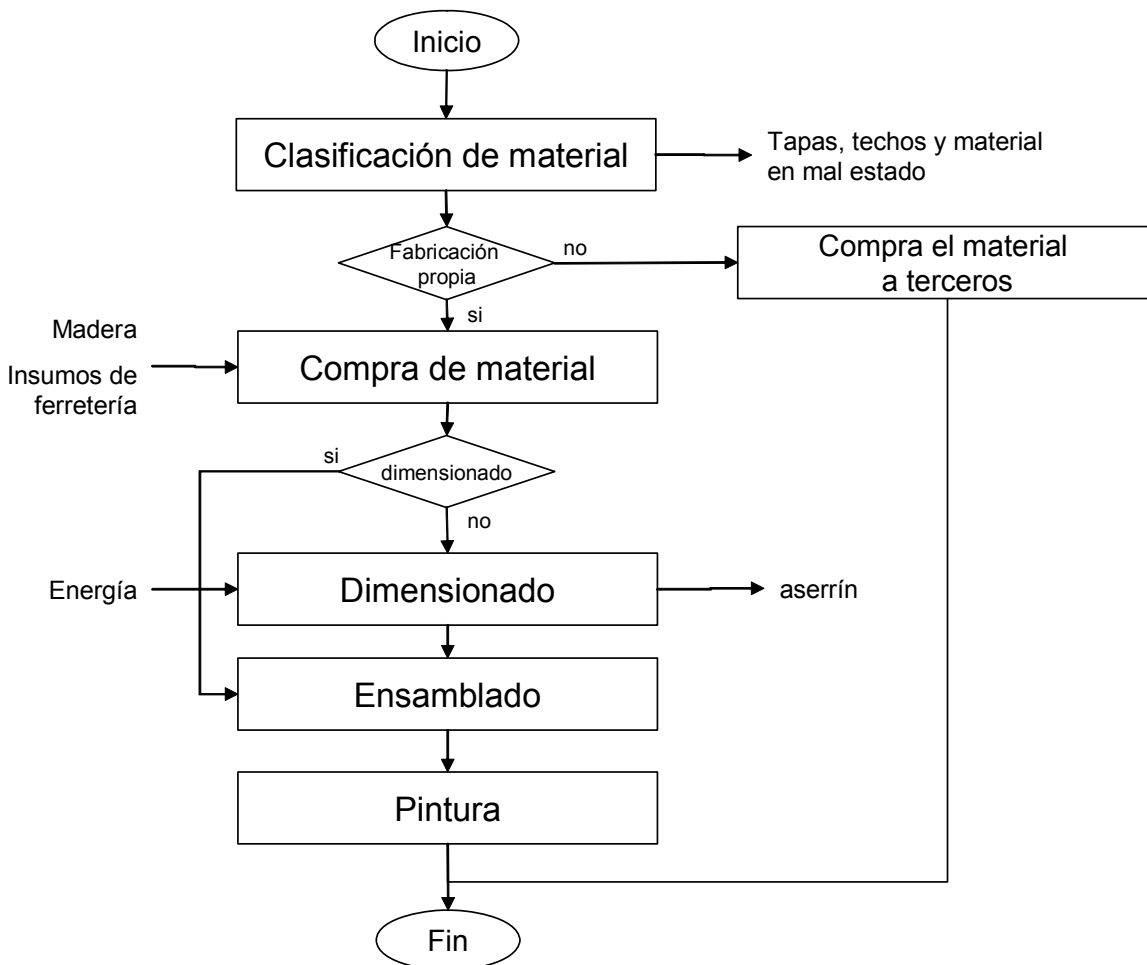 Inicio
Clasificación de material
Tapas, techos y material
en mal estado
Fabricación
propia
no
Compra el material
a terceros
si
Madera
Insumos de
ferretería
Compra de material
si
dimensionado
no
Energía
Dimensionado
aserrín
Ensamblado
Pintura
Fin